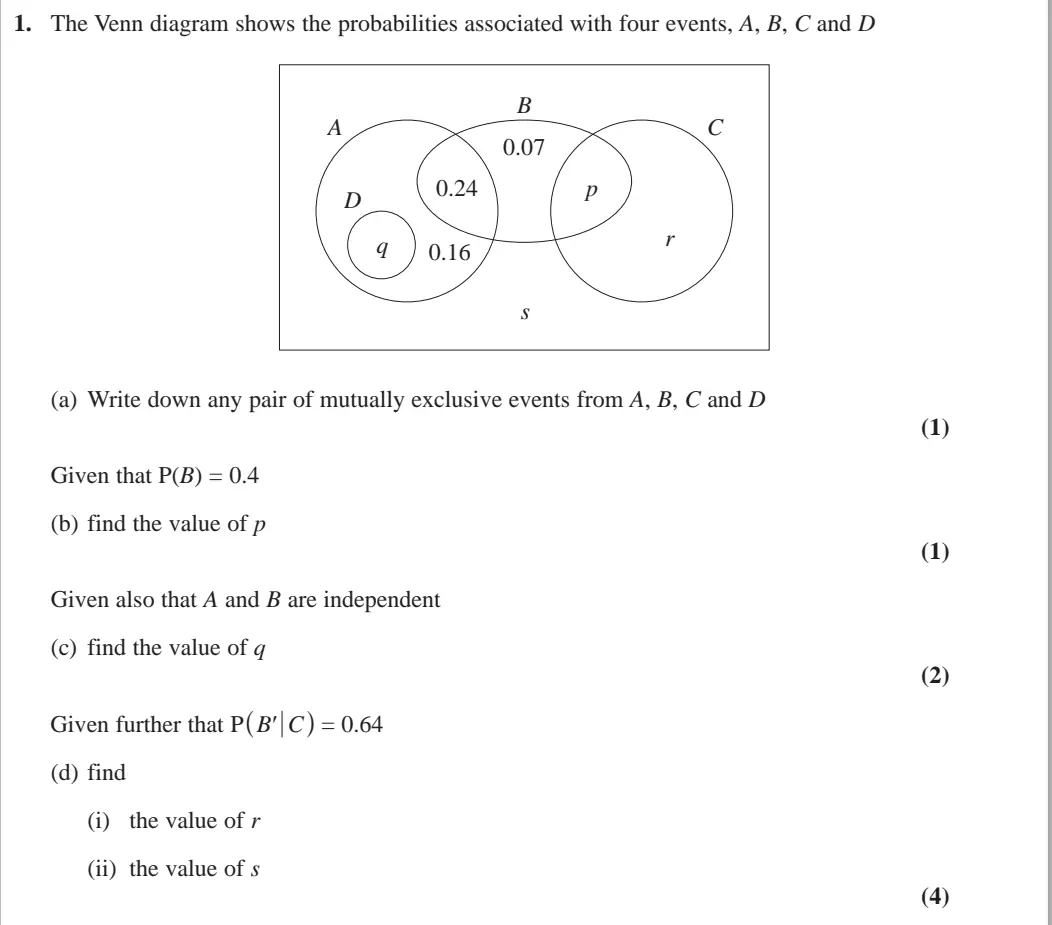 1. The Venn diagram shows the probabilities associated with four events, A, B, C and D
B
A
C
0.07
0.24
p
D
q
0.16
r
s
(a) Write down any pair of mutually exclusive events from A, B, C and D
(1)
Given that P(B) = 0.4
(b) find the value of p
(1)
Given also that A and B are independent
(c) find the value of q
(2)
Given further that P(B′|C) = 0.64
(d) find
(i) the value of r
(ii) the value of s
(4)